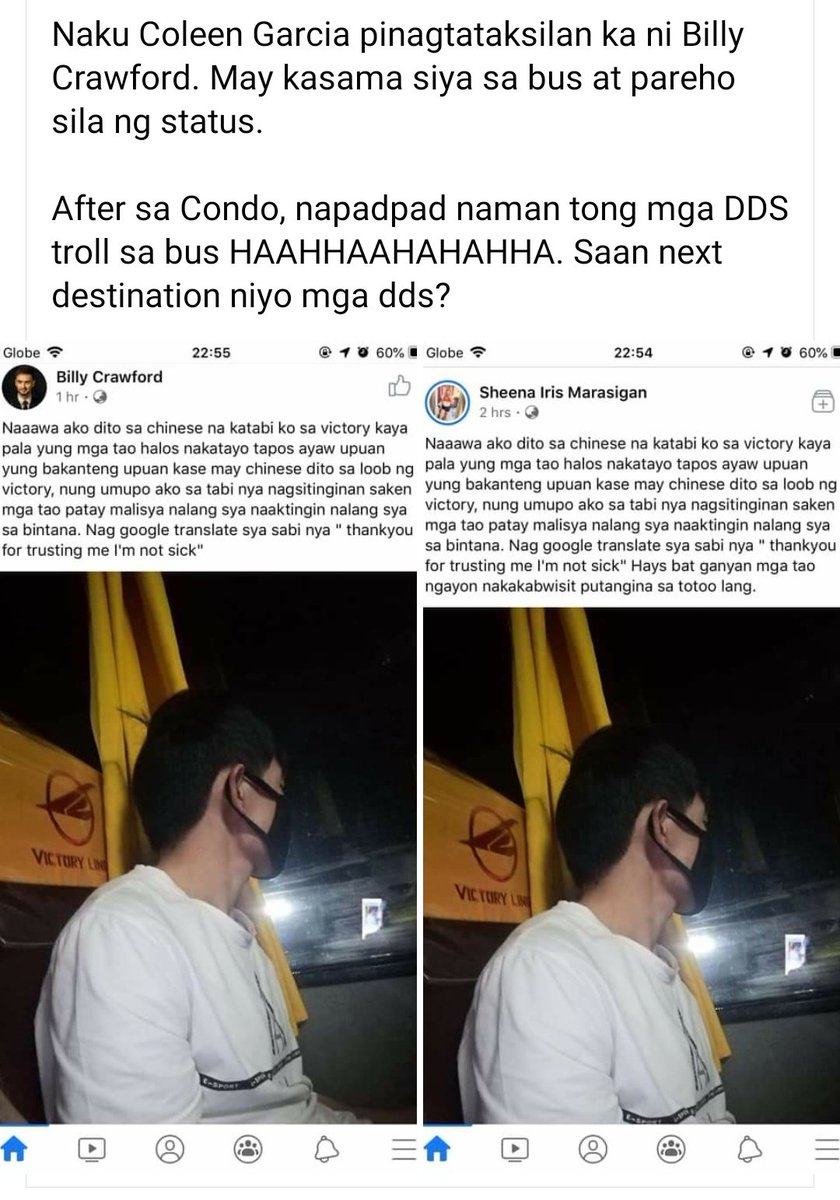 Naku Coleen Garcia pinagtataksilan ka ni Billy
Crawford. May kasama siya sa bus at pareho
sila ng status.
After sa Condo, napadpad naman tong mga DDS
troll sa bus HAAHHAAHAHAHHA. Saan next
destination niyo mga dds?
Globe 22:55 60%
Billy Crawford
1 hr ·
Naaawa ako dito sa chinese na katabi ko sa victory kaya
pala yung mga tao halos nakatayo tapos ayaw upuan
yung bakanteng upuan kase may chinese dito sa loob ng
victory, nung umupo ako sa tabi nya nagsitinginan saken
mga tao patay malisya nalang sya naaktingin nalang sya
sa bintana. Nag google translate sya sabi nya " thankyou
for trusting me I'm not sick"
VICTORY LINE
E-SPORT
Globe 22:54 60%
Sheena Iris Marasigan
2 hrs ·
Naaawa ako dito sa chinese na katabi ko sa victory kaya
pala yung mga tao halos nakatayo tapos ayaw upuan
yung bakanteng upuan kase may chinese dito sa loob ng
victory, nung umupo ako sa tabi nya nagsitinginan saken
mga tao patay malisya nalang sya naaktingin nalang sya
sa bintana. Nag google translate sya sabi nya " thankyou
for trusting me I'm not sick" Hays bat ganyan mga tao
ngayon nakakabwisit putangina sa totoo lang.
VICTORY LIN
E-SPORT